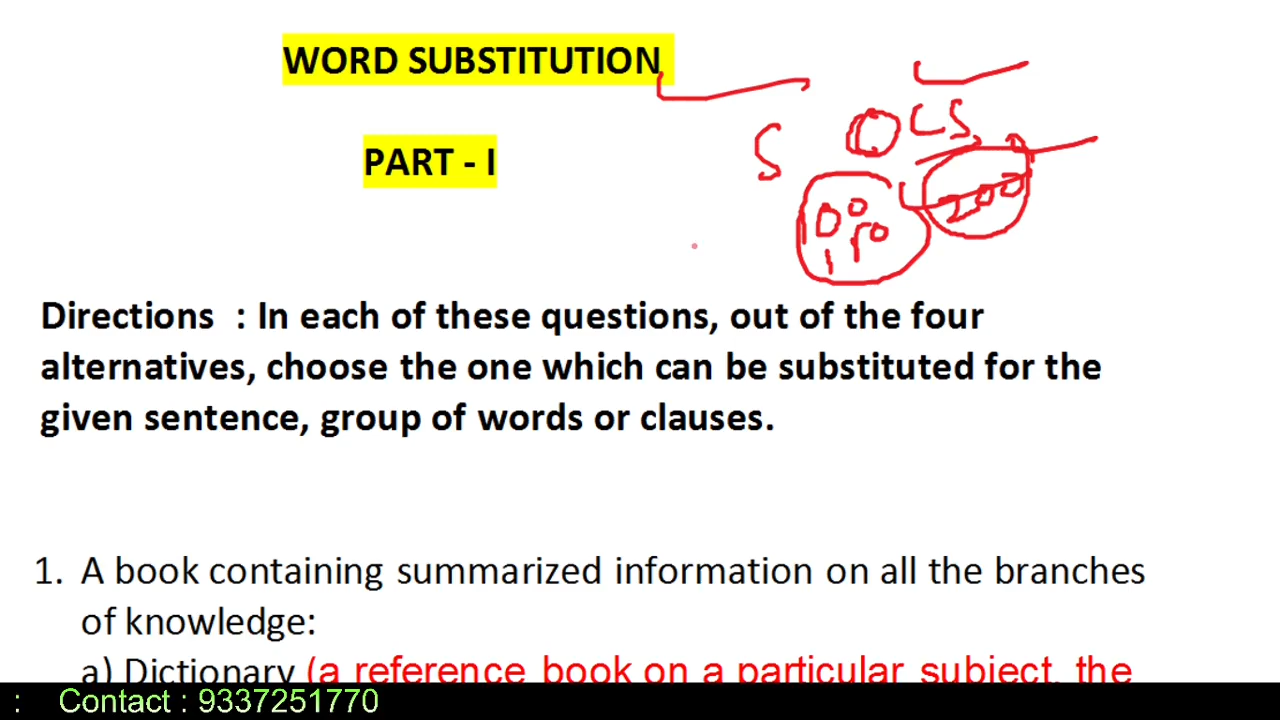 WORD SUBSTITUTION
PART - I
S O CS
200
Directions : In each of these questions, out of the four
alternatives, choose the one which can be substituted for the
given sentence, group of words or clauses.
1. A book containing summarized information on all the branches
of knowledge:
a) Dictionary (a reference book on a particular subject, the
: Contact : 9337251770